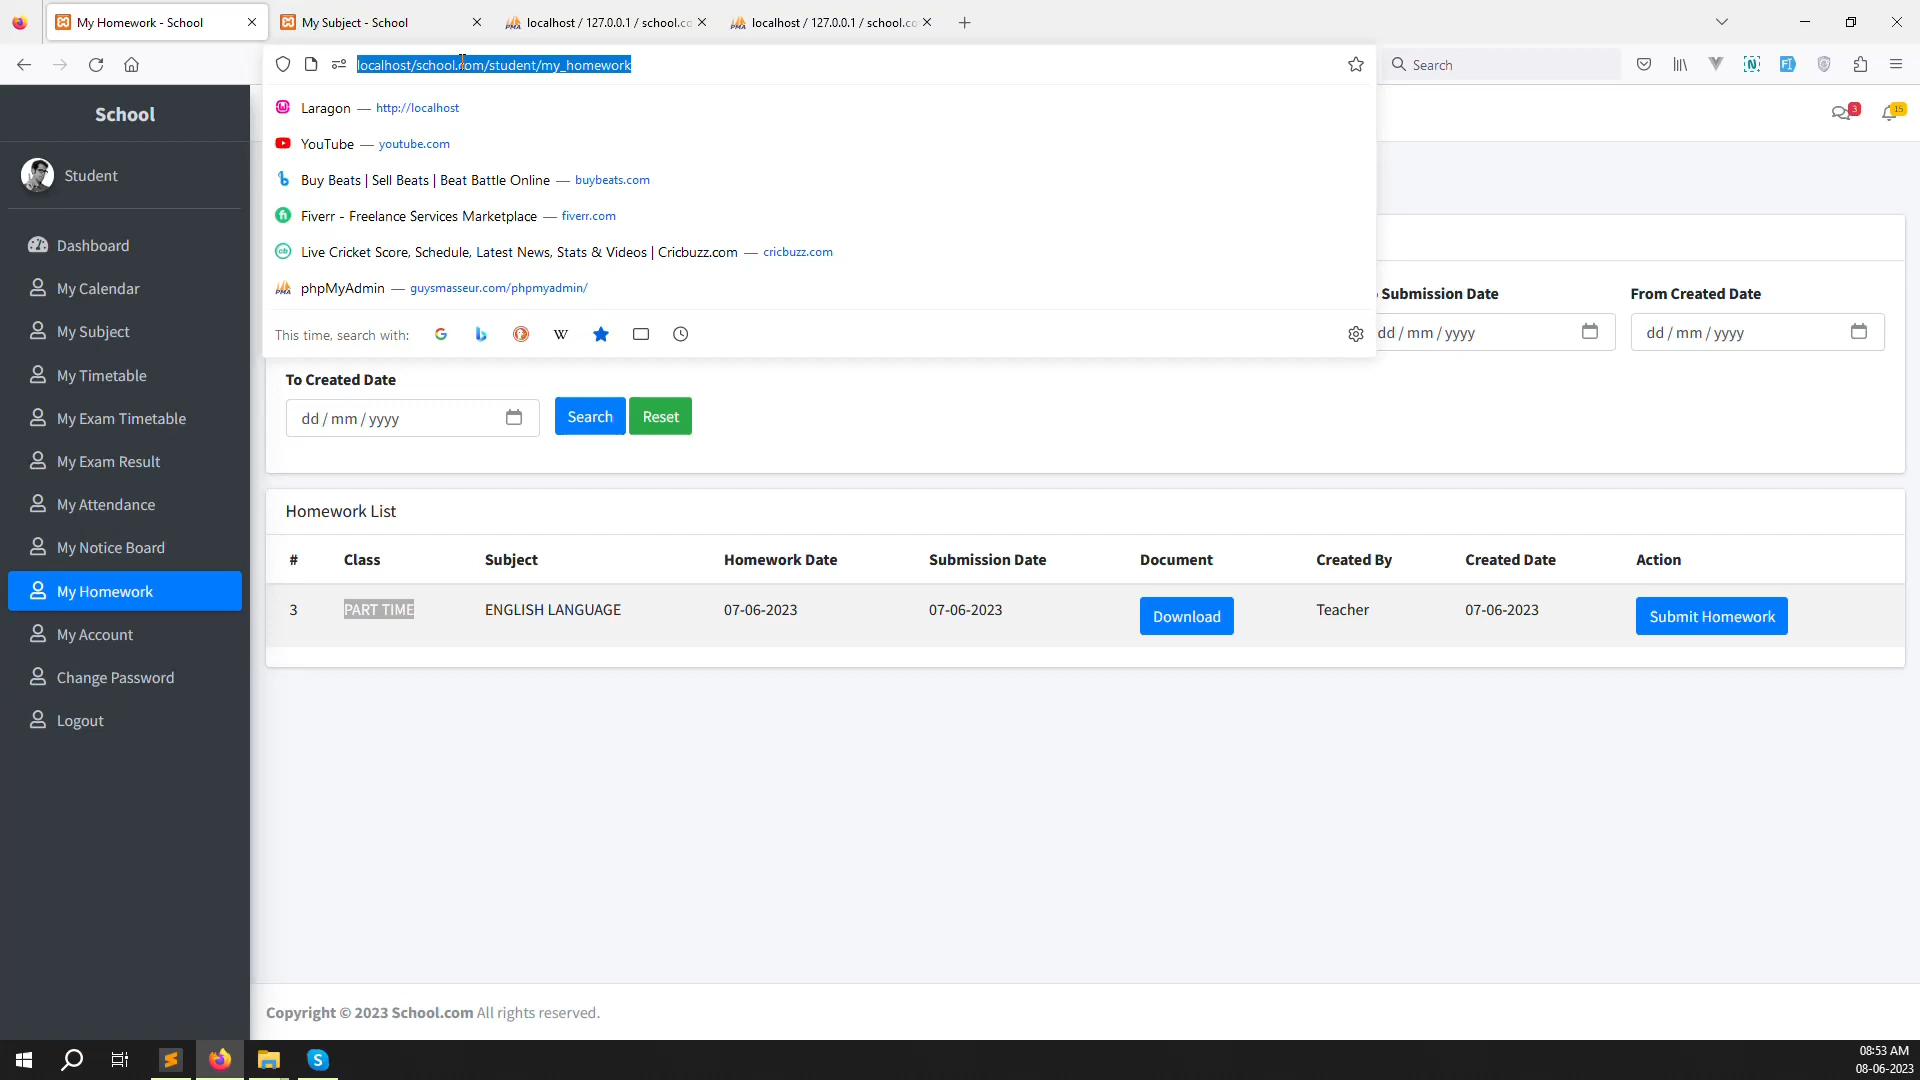 My Homework - School
My Subject - School
localhost / 127.0.0.1 / school.co
localhost / 127.0.0.1 / school.co
localhost/school.com/student/my_homework
Search
School
Laragon — http://localhost
3
15
YouTube — youtube.com
Student
Buy Beats | Sell Beats | Beat Battle Online — buybeats.com
Fiverr - Freelance Services Marketplace — fiverr.com
Live Cricket Score, Schedule, Latest News, Stats & Videos | Cricbuzz.com — cricbuzz.com
phpMyAdmin — guysmasseur.com/phpmyadmin/
This time, search with:
Submission Date
From Created Date
dd / mm / yyyy
dd / mm / yyyy
To Created Date
dd / mm / yyyy
Search
Reset
Dashboard
My Calendar
My Subject
My Timetable
My Exam Timetable
My Exam Result
My Attendance
My Notice Board
My Homework
My Account
Change Password
Logout
Homework List
# Class Subject Homework Date Submission Date Document Created By Created Date Action
3 PART TIME ENGLISH LANGUAGE 07-06-2023 07-06-2023 Download Teacher 07-06-2023 Submit Homework
Copyright © 2023 School.com All rights reserved.
08:53 AM
08-06-2023